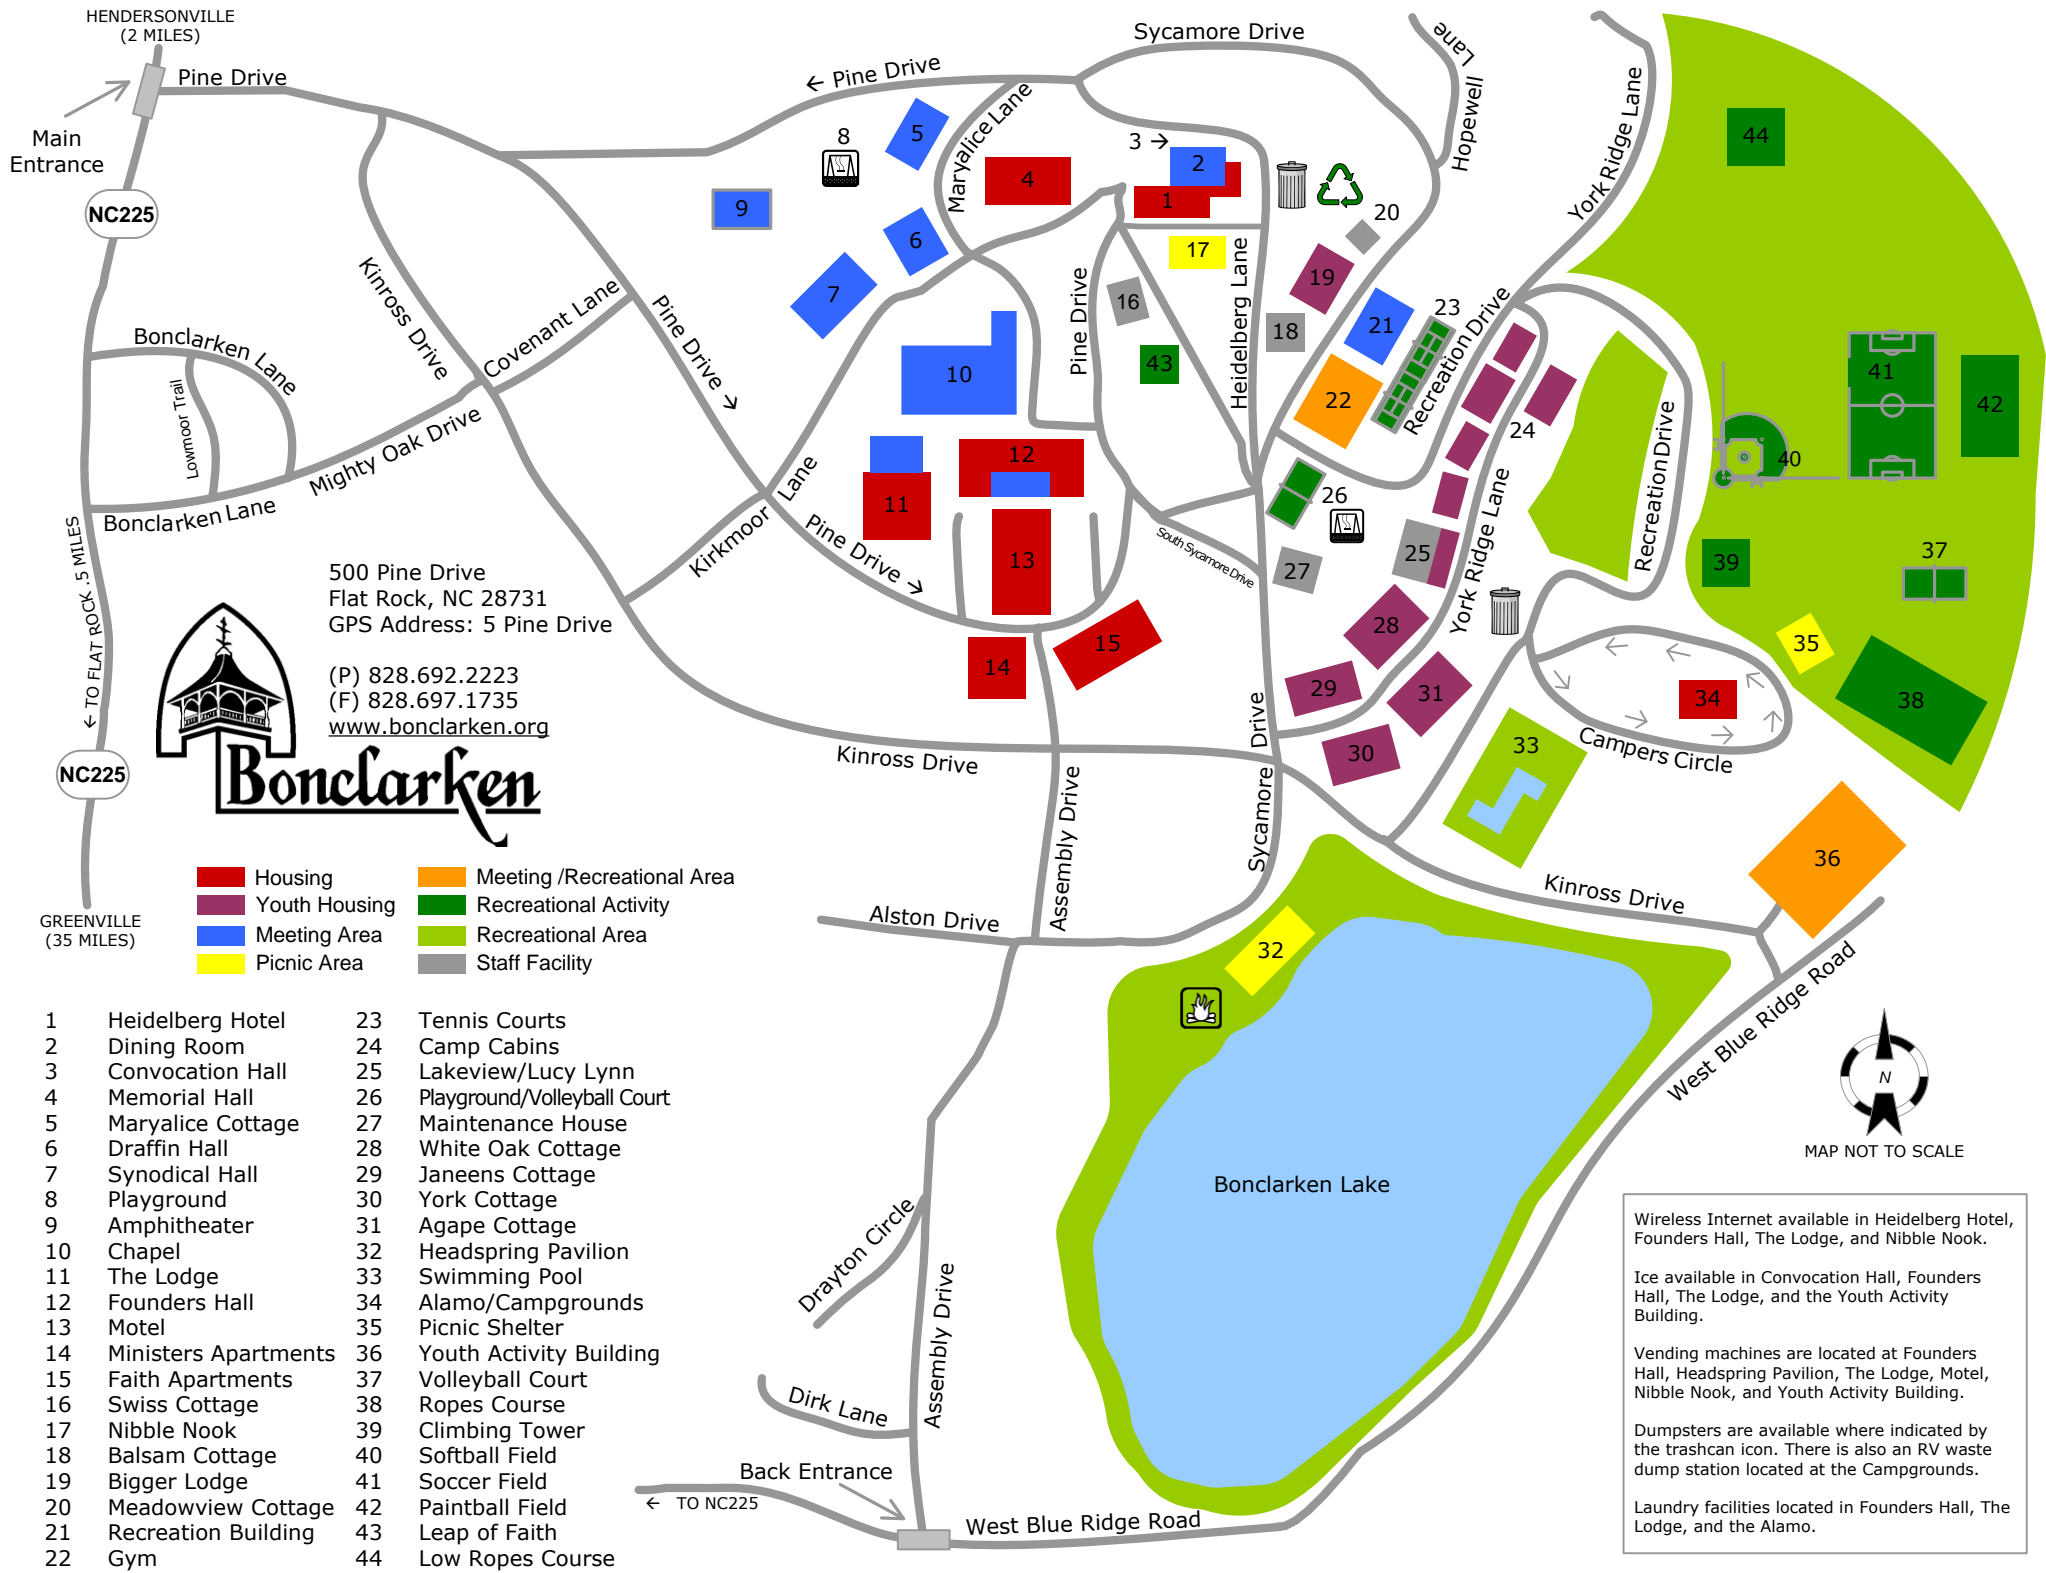 HENDERSONVILLE
(2 MILES)
Main
Entrance
Pine Drive
NC225
← Pine Drive
Sycamore Drive
Hopewell Lane
York Ridge Lane
Maryalice Lane
Kinross Drive
Covenant Lane
Pine Drive →
Bonclarken Lane
Lowmoor Trail
Mighty Oak Drive
Bonclarken Lane
Pine Drive
Heidelberg Lane
Recreation Drive
Recreation Drive
York Ridge Lane
Kirkmoor Lane
Pine Drive →
South Sycamore Drive
Sycamore Drive
Campers Circle
Kinross Drive
Kinross Drive
Assembly Drive
Alston Drive
West Blue Ridge Road
Drayton Circle
Assembly Drive
Dirk Lane
Back Entrance
← TO NC225
West Blue Ridge Road
Bonclarken Lake
← TO FLAT ROCK .5 MILES
NC225
GREENVILLE
(35 MILES)
5
8
4
3 →
2
1
44
9
6
7
20
17
19
16
18
21
23
43
10
22
24
41
42
40
12
11
26
13
25
27
39
37
28
35
15
14
29
31
34
38
30
33
36
32
500 Pine Drive
Flat Rock, NC 28731
GPS Address: 5 Pine Drive
(P) 828.692.2223
(F) 828.697.1735
www.bonclarken.org
Bonclarken
Housing
Youth Housing
Meeting Area
Picnic Area
Meeting /Recreational Area
Recreational Activity
Recreational Area
Staff Facility
1 Heidelberg Hotel
2 Dining Room
3 Convocation Hall
4 Memorial Hall
5 Maryalice Cottage
6 Draffin Hall
7 Synodical Hall
8 Playground
9 Amphitheater
10 Chapel
11 The Lodge
12 Founders Hall
13 Motel
14 Ministers Apartments
15 Faith Apartments
16 Swiss Cottage
17 Nibble Nook
18 Balsam Cottage
19 Bigger Lodge
20 Meadowview Cottage
21 Recreation Building
22 Gym
23 Tennis Courts
24 Camp Cabins
25 Lakeview/Lucy Lynn
26 Playground/Volleyball Court
27 Maintenance House
28 White Oak Cottage
29 Janeens Cottage
30 York Cottage
31 Agape Cottage
32 Headspring Pavilion
33 Swimming Pool
34 Alamo/Campgrounds
35 Picnic Shelter
36 Youth Activity Building
37 Volleyball Court
38 Ropes Course
39 Climbing Tower
40 Softball Field
41 Soccer Field
42 Paintball Field
43 Leap of Faith
44 Low Ropes Course
N
MAP NOT TO SCALE
Wireless Internet available in Heidelberg Hotel,
Founders Hall, The Lodge, and Nibble Nook.
Ice available in Convocation Hall, Founders
Hall, The Lodge, and the Youth Activity
Building.
Vending machines are located at Founders
Hall, Headspring Pavilion, The Lodge, Motel,
Nibble Nook, and Youth Activity Building.
Dumpsters are available where indicated by
the trashcan icon. There is also an RV waste
dump station located at the Campgrounds.
Laundry facilities located in Founders Hall, The
Lodge, and the Alamo.